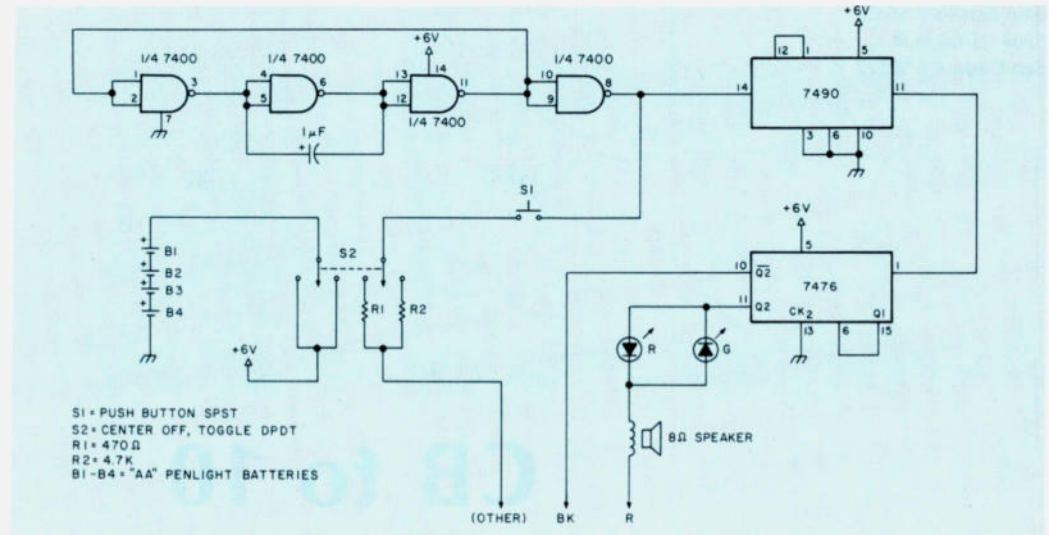 +6V
+6V
1/4 7400
1/4 7400
1/4 7400
12 1
5
1
2
3
7
4
5
6
13
12
14
11
1/4 7400
10
9
8
14
7490
11
3 6 10
1µF
+
S1
S2
+6V
5
10 Q2
7476
1
11 Q2
CK2 Q1
13 6 15
+ B1
+ B2
+ B3
+ B4
R1 R2
+6V
R G
8Ω SPEAKER
S1 = PUSH BUTTON SPST
S2 = CENTER OFF, TOGGLE DPDT
R1 = 470 Ω
R2 = 4.7K
B1-B4 = "AA" PENLIGHT BATTERIES
(OTHER) BK R
CB to 10